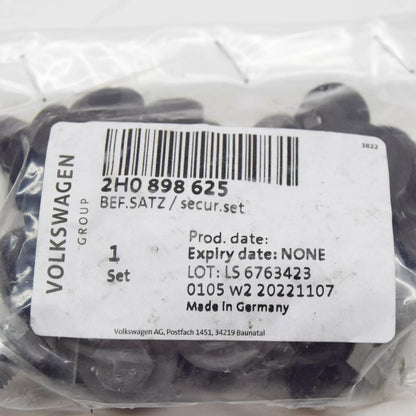 3822
VOLKSWAGEN
GROUP
2H0 898 625
BEF.SATZ / secur.set
1
Set
Prod. date:
Expiry date: NONE
LOT: LS 6763423
0105 W2 20221107
Made in Germany
Volkswagen AG, Postfach 1451, 34219 Baunatal